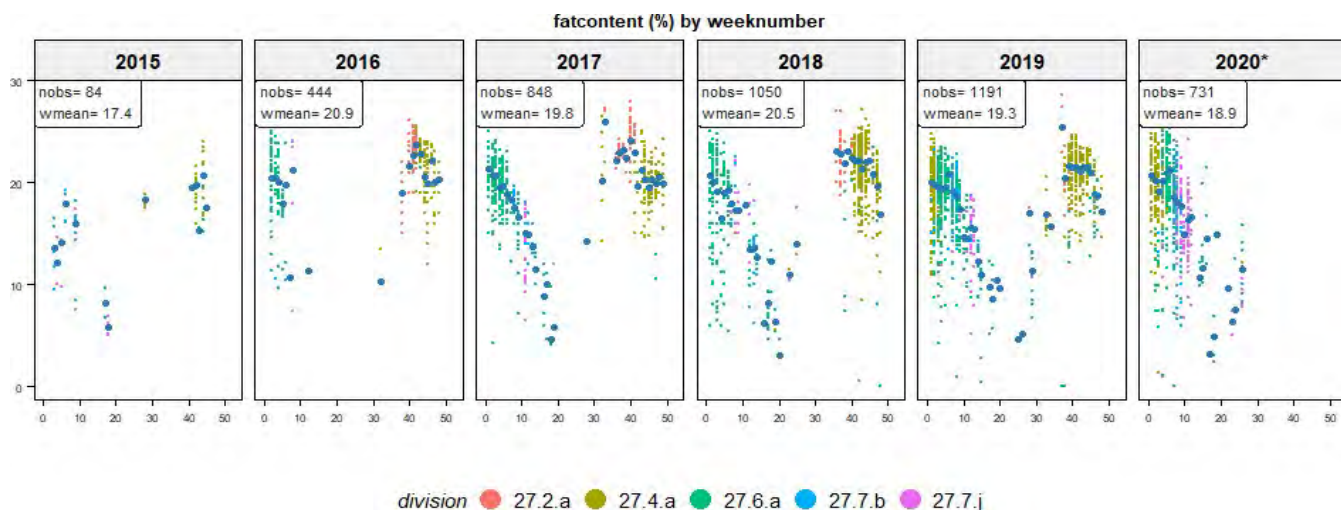 fatcontent (%) by weeknumber
2015
2016
2017
2018
2019
2020*
nobs= 84
wmean= 17.4
nobs= 444
wmean= 20.9
nobs= 848
wmean= 19.8
nobs= 1050
wmean= 20.5
nobs= 1191
wmean= 19.3
nobs= 731
wmean= 18.9
30
20
10
0
0 10 20 30 40 50
0 10 20 30 40 50
0 10 20 30 40 50
0 10 20 30 40 50
0 10 20 30 40 50
0 10 20 30 40 50
division 27.2.a 27.4.a 27.6.a 27.7.b 27.7.j